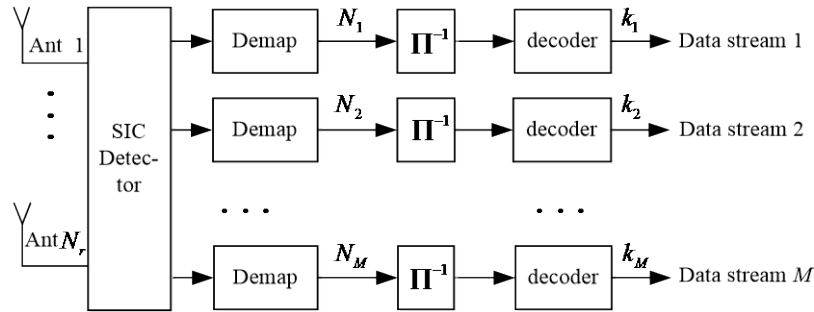 Ant 1
SIC
Detec-
tor
Ant N_r
Demap N_1 Π^{-1} decoder k_1 Data stream 1
Demap N_2 Π^{-1} decoder k_2 Data stream 2
. . . . . .
Demap N_M Π^{-1} decoder k_M Data stream M